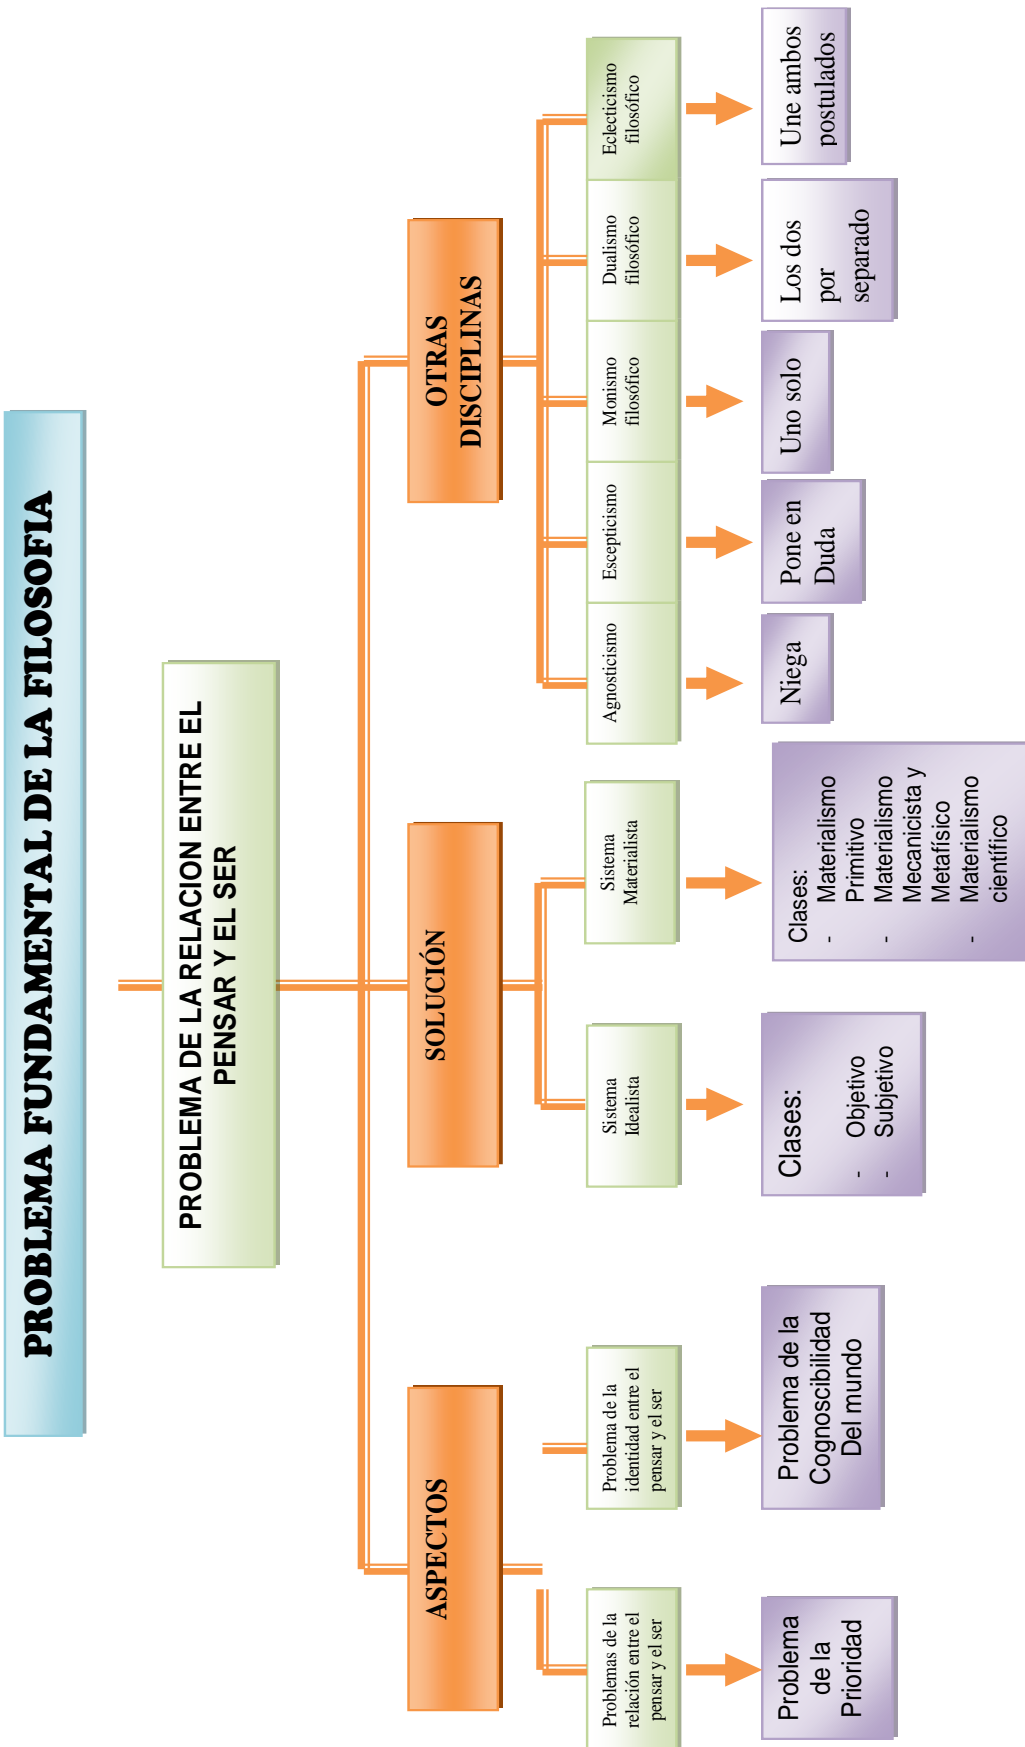 PROBLEMA FUNDAMENTAL DE LA FILOSOFIA
PROBLEMA DE LA RELACION ENTRE EL
PENSAR Y EL SER
ASPECTOS
SOLUCIÓN
OTRAS
DISCIPLINAS
Problemas de la
relación entre el
pensar y el ser
Problema de la
identidad entre el
pensar y el ser
Sistema
Idealista
Sistema
Materialista
Agnosticismo
Escepticismo
Monismo
filosófico
Dualismo
filosófico
Eclecticismo
filosófico
Problema
de la
Prioridad
Problema de la
Cognoscibilidad
Del mundo
Clases:
- Objetivo
- Subjetivo
Clases:
- Materialismo
Primitivo
- Materialismo
Mecanicista y
Metafísico
- Materialismo
científico
Niega
Pone en
Duda
Uno solo
Los dos
por
separado
Une ambos
postulados